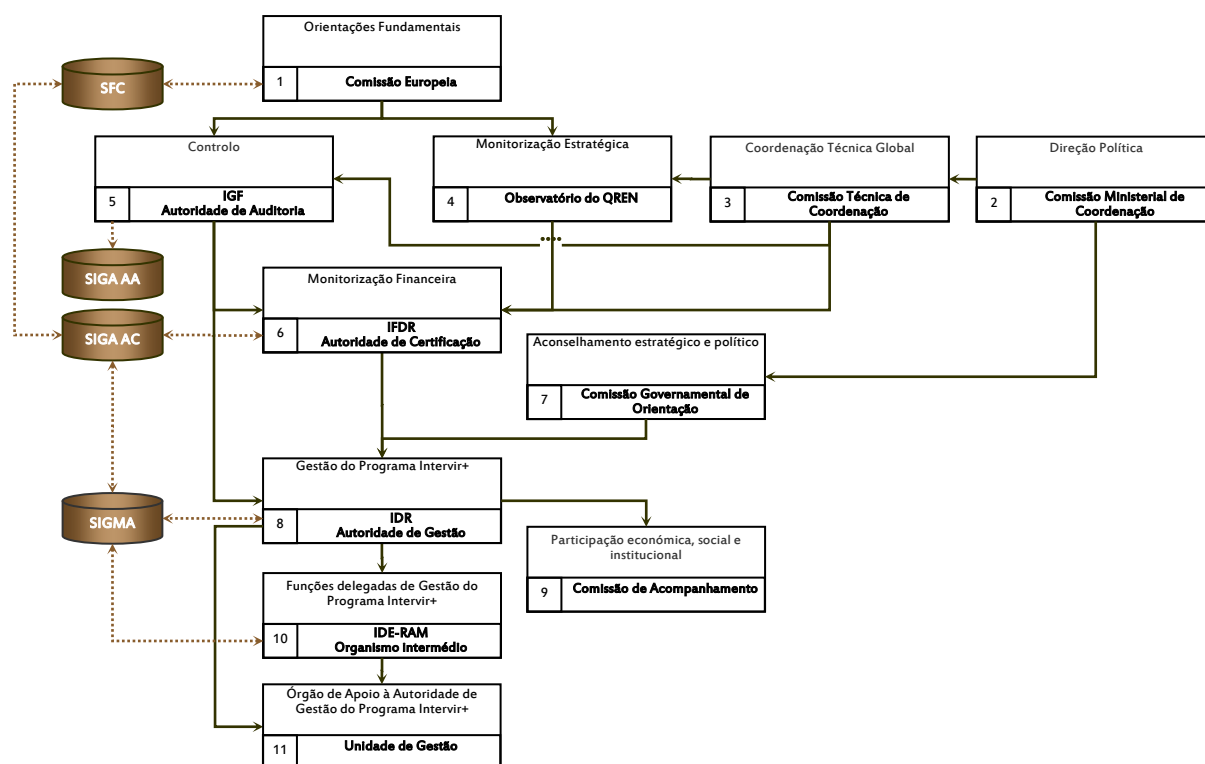 Orientações Fundamentais
1
Comissão Europeia
SFC
Controlo
5
IGF
Autoridade de Auditoria
Monitorização Estratégica
4
Observatório do QREN
Coordenação Técnica Global
3
Comissão Técnica de
Coordenação
Direção Política
2
Comissão Ministerial de
Coordenação
SIGA AA
Monitorização Financeira
6
IFDR
Autoridade de Certificação
SIGA AC
Aconselhamento estratégico e político
7
Comissão Governamental de
Orientação
Gestão do Programa Intervir+
8
IDR
Autoridade de Gestão
SIGMA
Participação económica, social e
institucional
9
Comissão de Acompanhamento
Funções delegadas de Gestão do
Programa Intervir+
10
IDE-RAM
Organismo Intermédio
Órgão de Apoio à Autoridade de
Gestão do Programa Intervir+
11
Unidade de Gestão